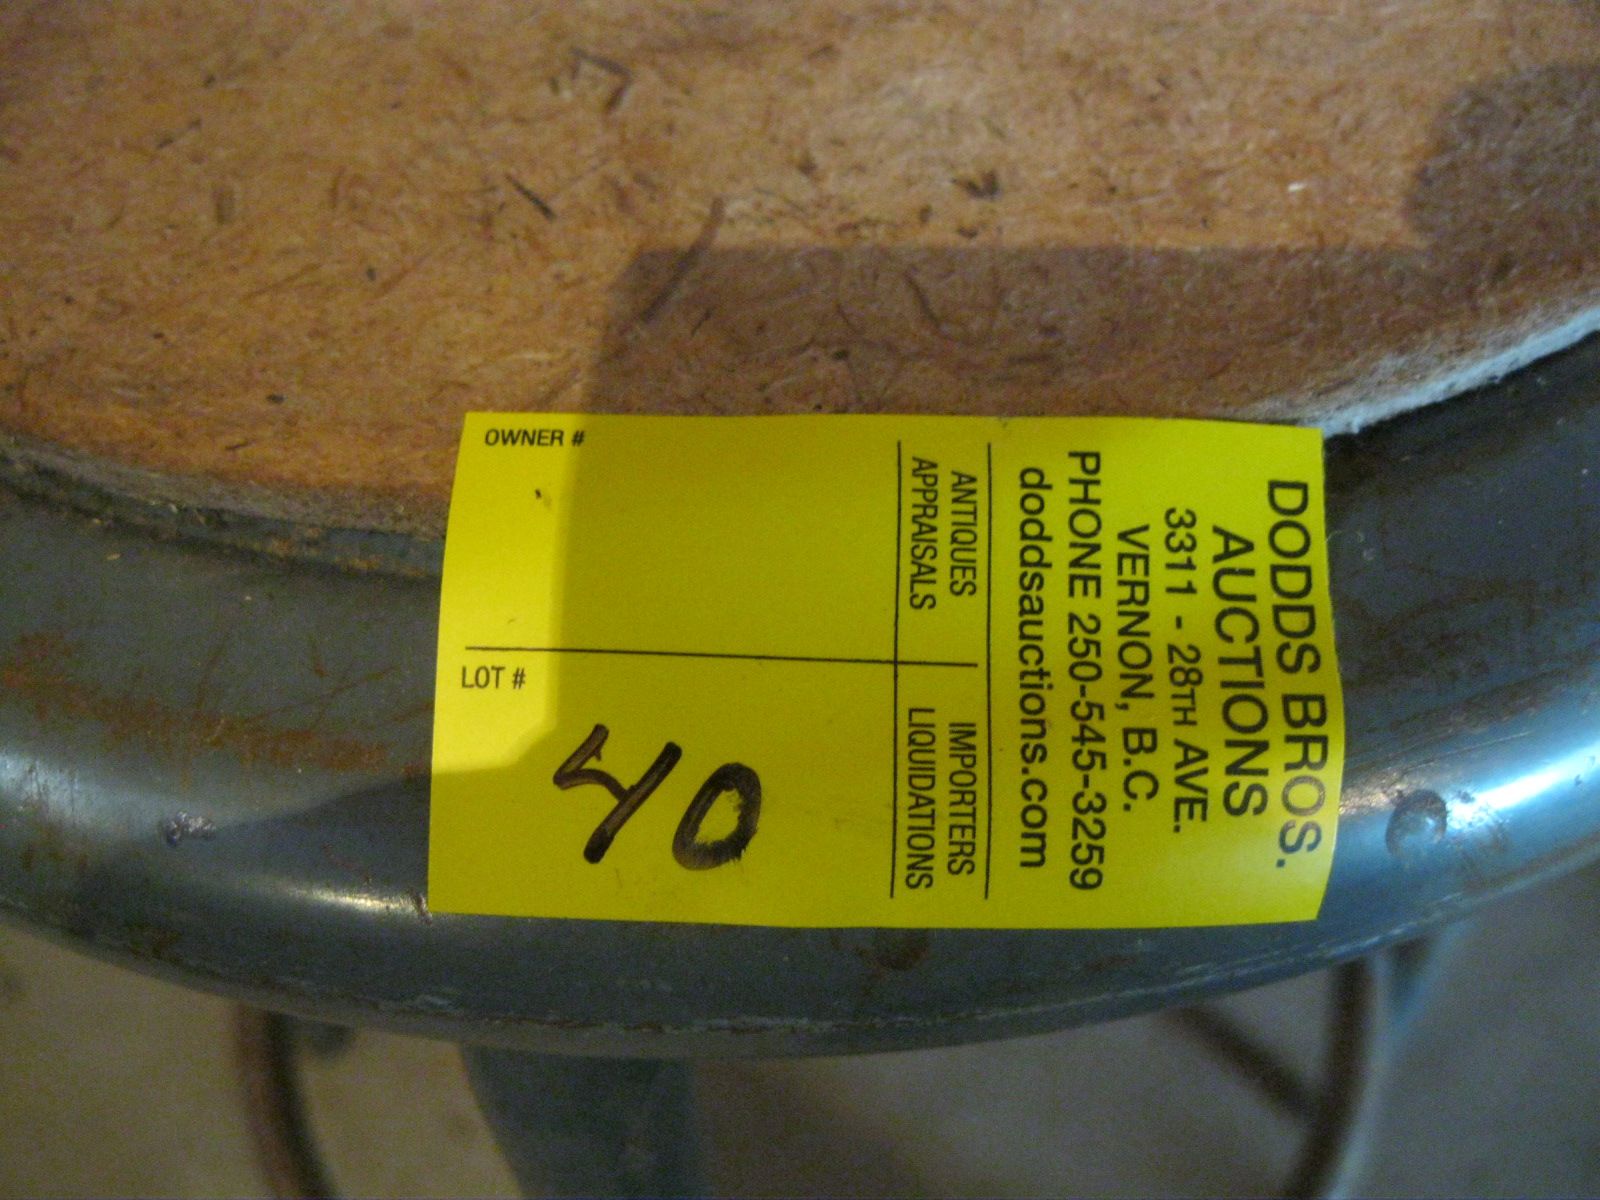 DODDS BROS.
AUCTIONS
3311 - 28TH AVE.
VERNON, B.C.
PHONE 250-545-3259
doddsauctions.com
ANTIQUES
APPRAISALS
IMPORTERS
LIQUIDATIONS
OWNER #
LOT #
40